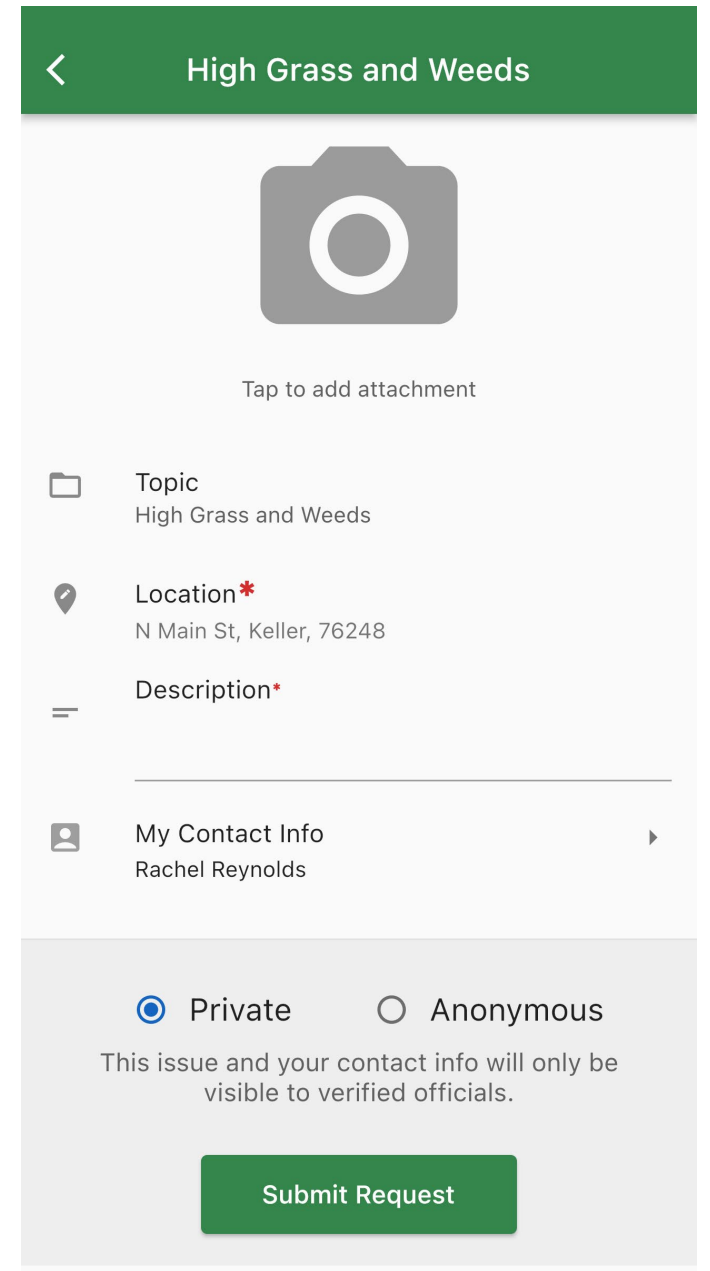 High Grass and Weeds
Tap to add attachment
Topic
High Grass and Weeds
Location*
N Main St, Keller, 76248
Description*
My Contact Info
Rachel Reynolds
Private Anonymous
This issue and your contact info will only be
visible to verified officials.
Submit Request